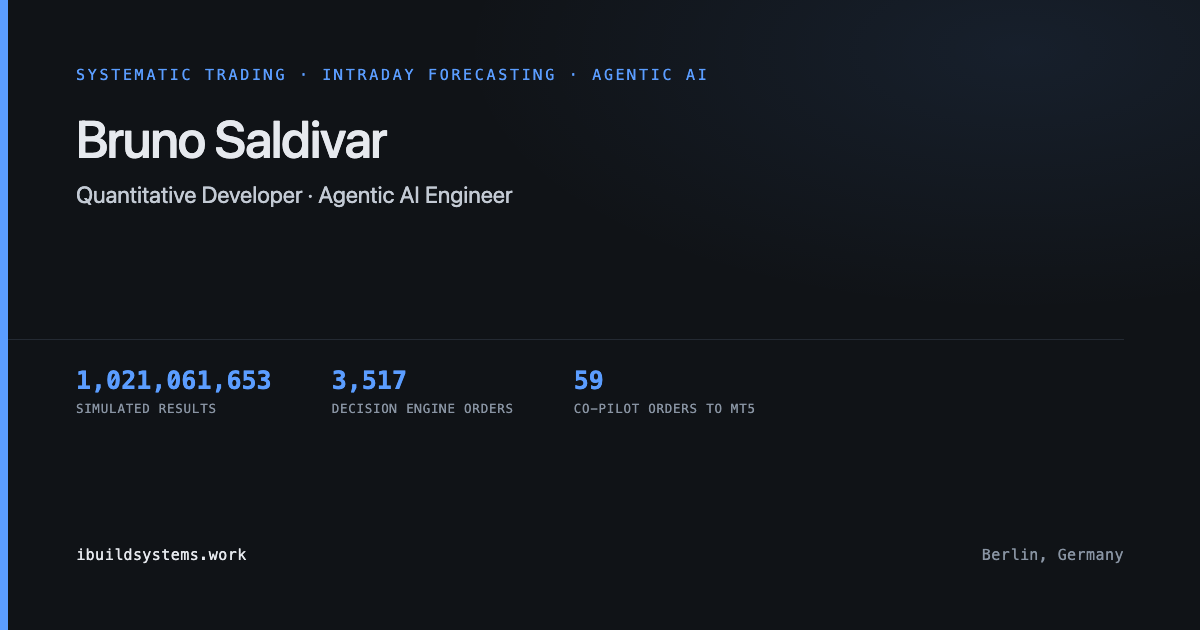 SYSTEMATIC TRADING · INTRADAY FORECASTING · AGENTIC AI
Bruno Saldivar
Quantitative Developer · Agentic AI Engineer
1,021,061,653
SIMULATED RESULTS
3,517
DECISION ENGINE ORDERS
59
CO-PILOT ORDERS TO MT5
ibuildsystems.work
Berlin, Germany